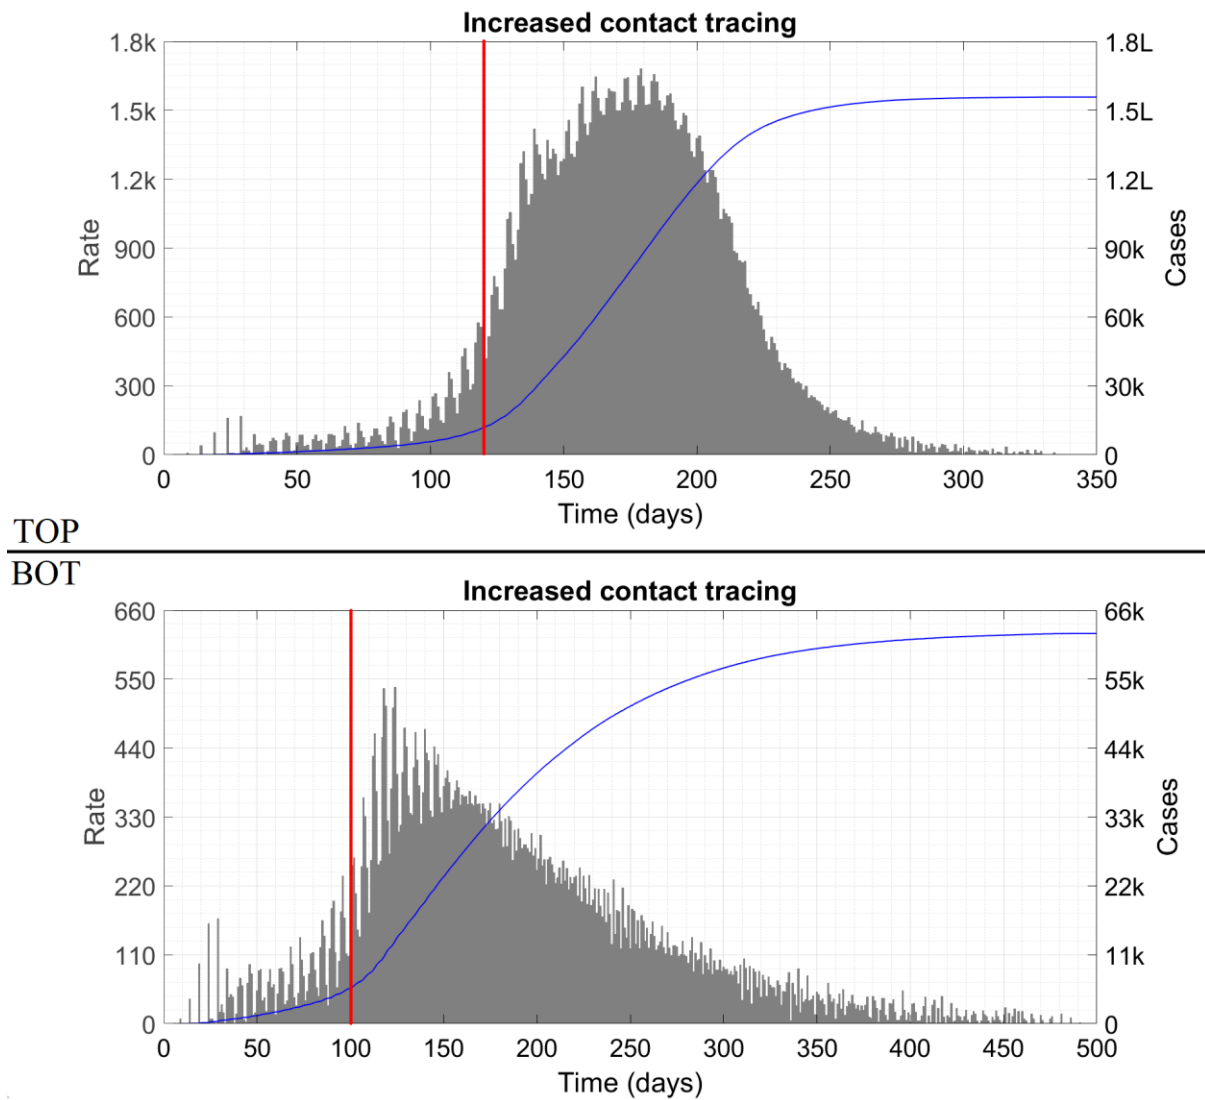 Increased contact tracing
1.8k 1.8L
1.5k 1.5L
1.2k 1.2L
900 90k
600 60k
300 30k
0 0
Rate
Cases
0 50 100 150 200 250 300 350
Time (days)
TOP
BOT
Increased contact tracing
660 66k
550 55k
440 44k
330 33k
220 22k
110 11k
0 0
Rate
Cases
0 50 100 150 200 250 300 350 400 450 500
Time (days)